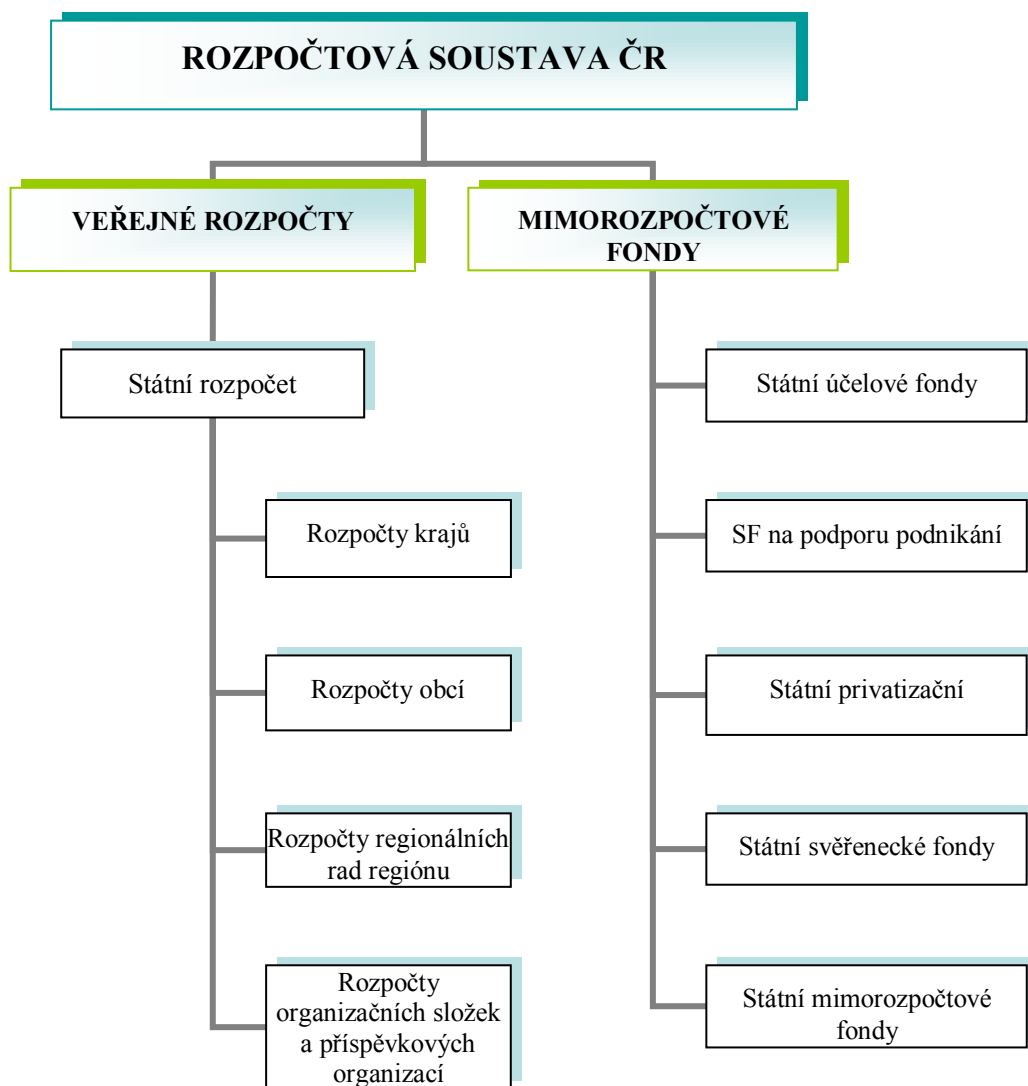 ROZPOČTOVÁ SOUSTAVA ČR
VEŘEJNÉ ROZPOČTY
MIMOROZPOČTOVÉ
FONDY
Státní rozpočet
Rozpočty krajů
Rozpočty obcí
Rozpočty regionálních
rad regiónu
Rozpočty
organizačních složek
a příspěvkových
organizací
Státní účelové fondy
SF na podporu podnikání
Státní privatizační
Státní svěřenecké fondy
Státní mimorozpočtové
fondy